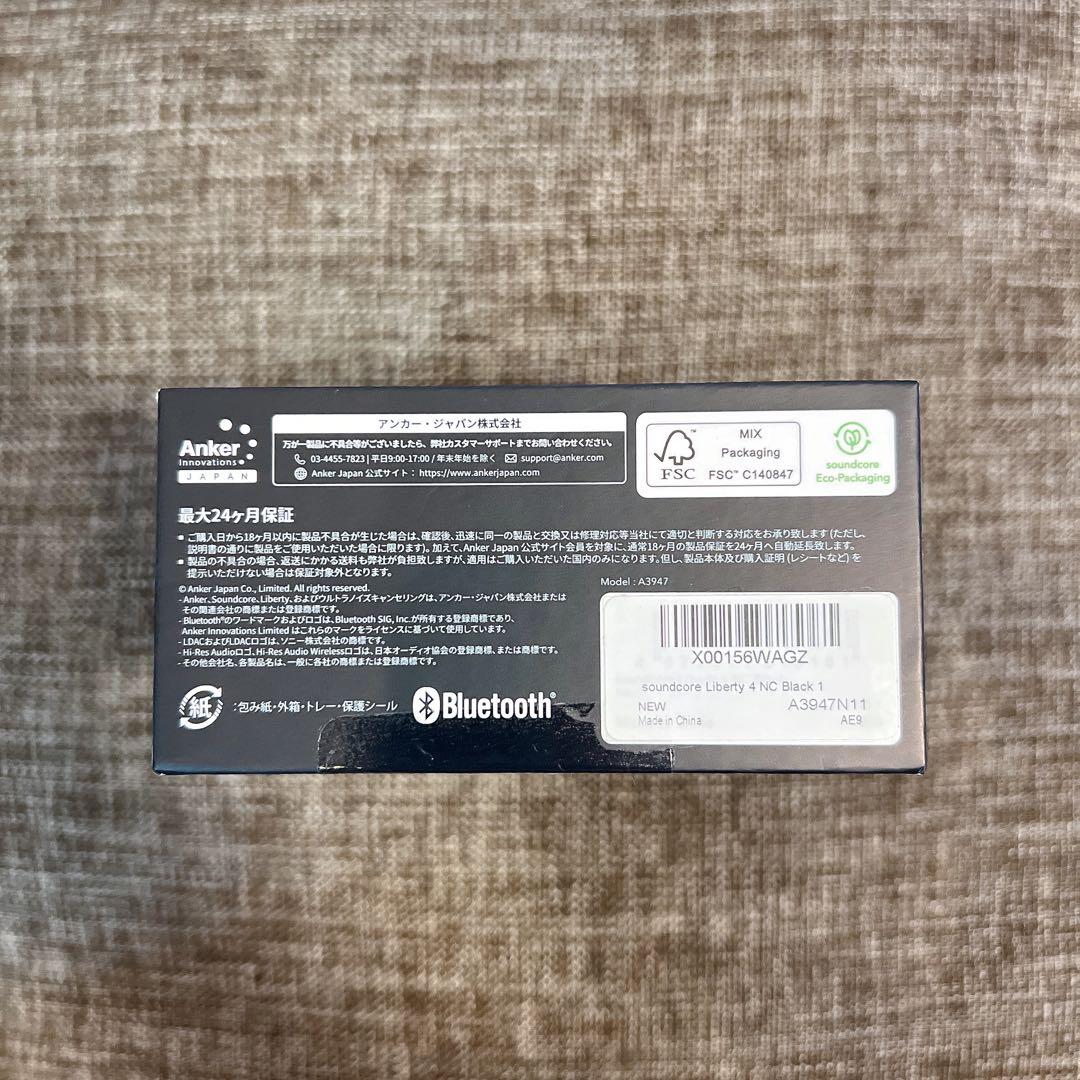 Anker
Innovations
JAPAN
アンカー・ジャパン株式会社
万が一製品に不具合等がございましたら、弊社カスタマーサポートまでお問い合わせください。
03-4455-7823 | 平日9:00-17:00 / 年末年始を除く support@anker.com
Anker Japan 公式サイト: https://www.ankerjapan.com
FSC
MIX
Packaging
FSC™ C140847
soundcore
Eco-Packaging
最大24ヶ月保証
• ご購入日から18ヶ月以内に製品不具合が生じた場合は、確認後、迅速に同一の製品と交換又は修理対応等当社にて適切と判断する対応をお承り致します (ただし、
説明書の通りに製品をご使用いただいた場合に限ります)。加えて、Anker Japan 公式サイト会員を対象に、通常18ヶ月の製品保証を24ヶ月へ自動延長致します。
• 製品の不具合の場合、返送にかかる送料も弊社が負担致しますが、適用はご購入いただいた国内のみになります。但し、製品本体及び購入証明 (レシートなど) を
提示いただけない場合は保証対象外となります。
© Anker Japan Co., Limited. All rights reserved.
- Anker、Soundcore、Liberty、およびウルトラノイズキャンセリングは、アンカー・ジャパン株式会社または
その関連会社の商標または登録商標です。
- Bluetooth®のワードマークおよびロゴは、Bluetooth SIG, Inc.が所有する登録商標であり、
Anker Innovations Limited はこれらのマークをライセンスに基づいて使用しています。
- LDACおよびLDACロゴは、ソニー株式会社の商標です。
- Hi-Res Audioロゴ、Hi-Res Audio Wirelessロゴは、日本オーディオ協会の登録商標、または商標です。
- その他会社名、各製品名は、一般に各社の商標または登録商標です。
Model : A3947
X00156WAGZ
soundcore Liberty 4 NC Black 1
NEW A3947N11
Made in China AE9
紙 :包み紙・外箱・トレー・保護シール
Bluetooth®